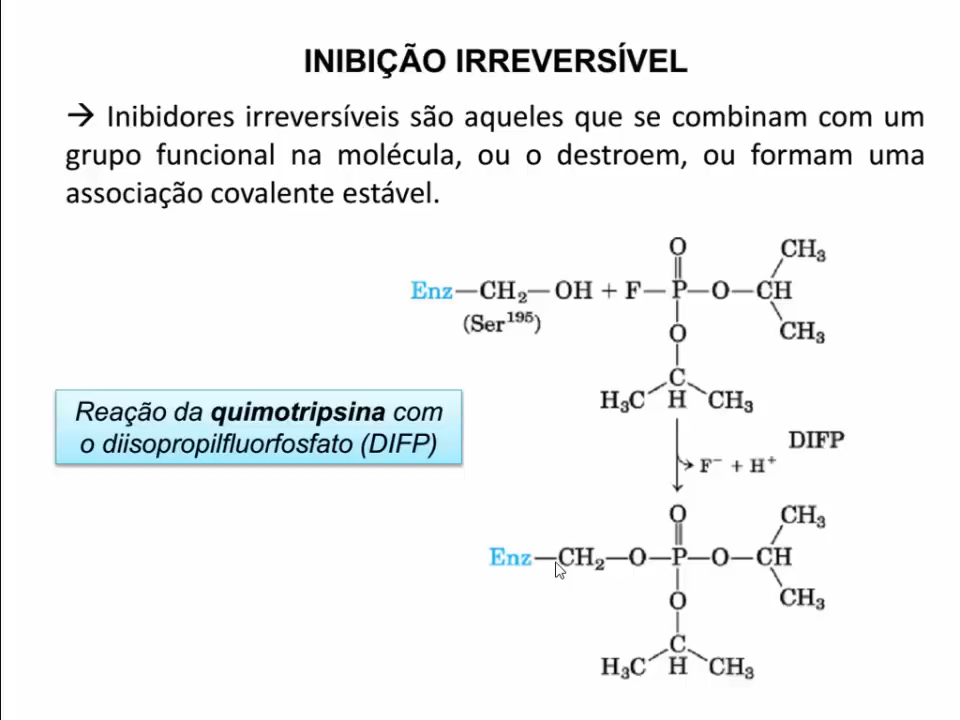 INIBIÇÃO IRREVERSÍVEL
→ Inibidores irreversíveis são aqueles que se combinam com um
grupo funcional na molécula, ou o destroem, ou formam uma
associação covalente estável.
O CH₃
Enz—CH₂—OH + F—P—O—CH
(Ser¹⁹⁵)
O CH₃
C
H₃C H CH₃
Reação da quimotripsina com
o diisopropilfluorfosfato (DIFP)
DIFP
F⁻ + H⁺
O CH₃
Enz—CH₂—O—P—O—CH
O CH₃
C
H₃C H CH₃